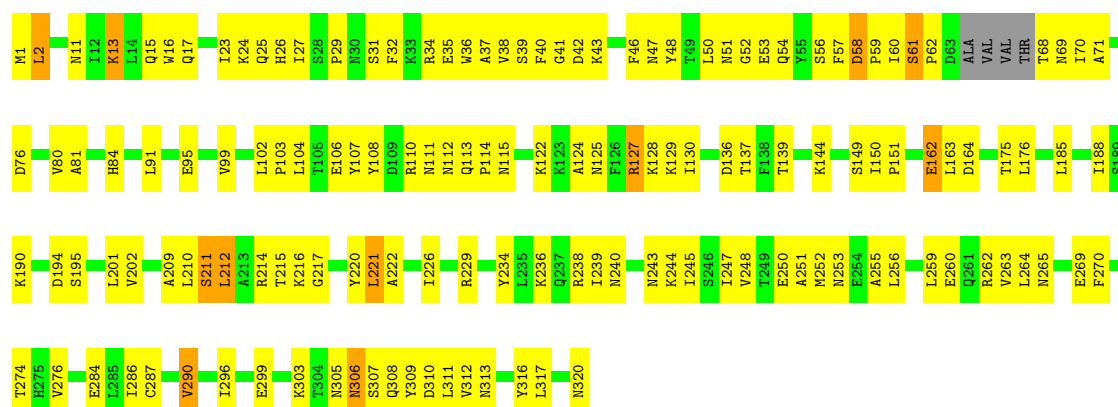 M1 L2 N11 I12 K13 L14 Q15 W16 Q17 I23 K24 Q25 H26 I27 S28 P29 N30 S31 F32 K33 R34 E35 W36 A37 V38 S39 F40 G41 D42 K43 F46 N47 Y48 T49 L50 N51 G52 E53 Q54 Y55 S56 F57 D58 P59 I60 S61 P62 D63 ALA VAL VAL THR T68 N69 I70 A71
D76 V80 A81 H84 L91 E95 V99 L102 P103 L104 T105 E106 Y107 Y108 D109 R110 N111 N112 Q113 P114 N115 K122 K123 A124 N125 F126 R127 K128 K129 I130 D136 T137 F138 T139 K144 S149 I150 P151 E162 L163 D164 T175 L176 L185 I188 S189
K190 D194 S195 L201 V202 A209 L210 S211 L212 A213 R214 T215 K216 G217 Y220 L221 A222 I226 R229 Y234 L235 K236 Q237 R238 I239 N240 N243 K244 I245 S246 I247 V248 T249 E250 A251 M252 N253 E254 A255 L256 L259 E260 Q261 R262 V263 L264 N265 E269 F270
T274 H275 V276 E284 L285 I286 C287 V290 I296 E299 K303 T304 N305 N306 S307 Q308 Y309 D310 L311 V312 N313 Y316 L317 N320